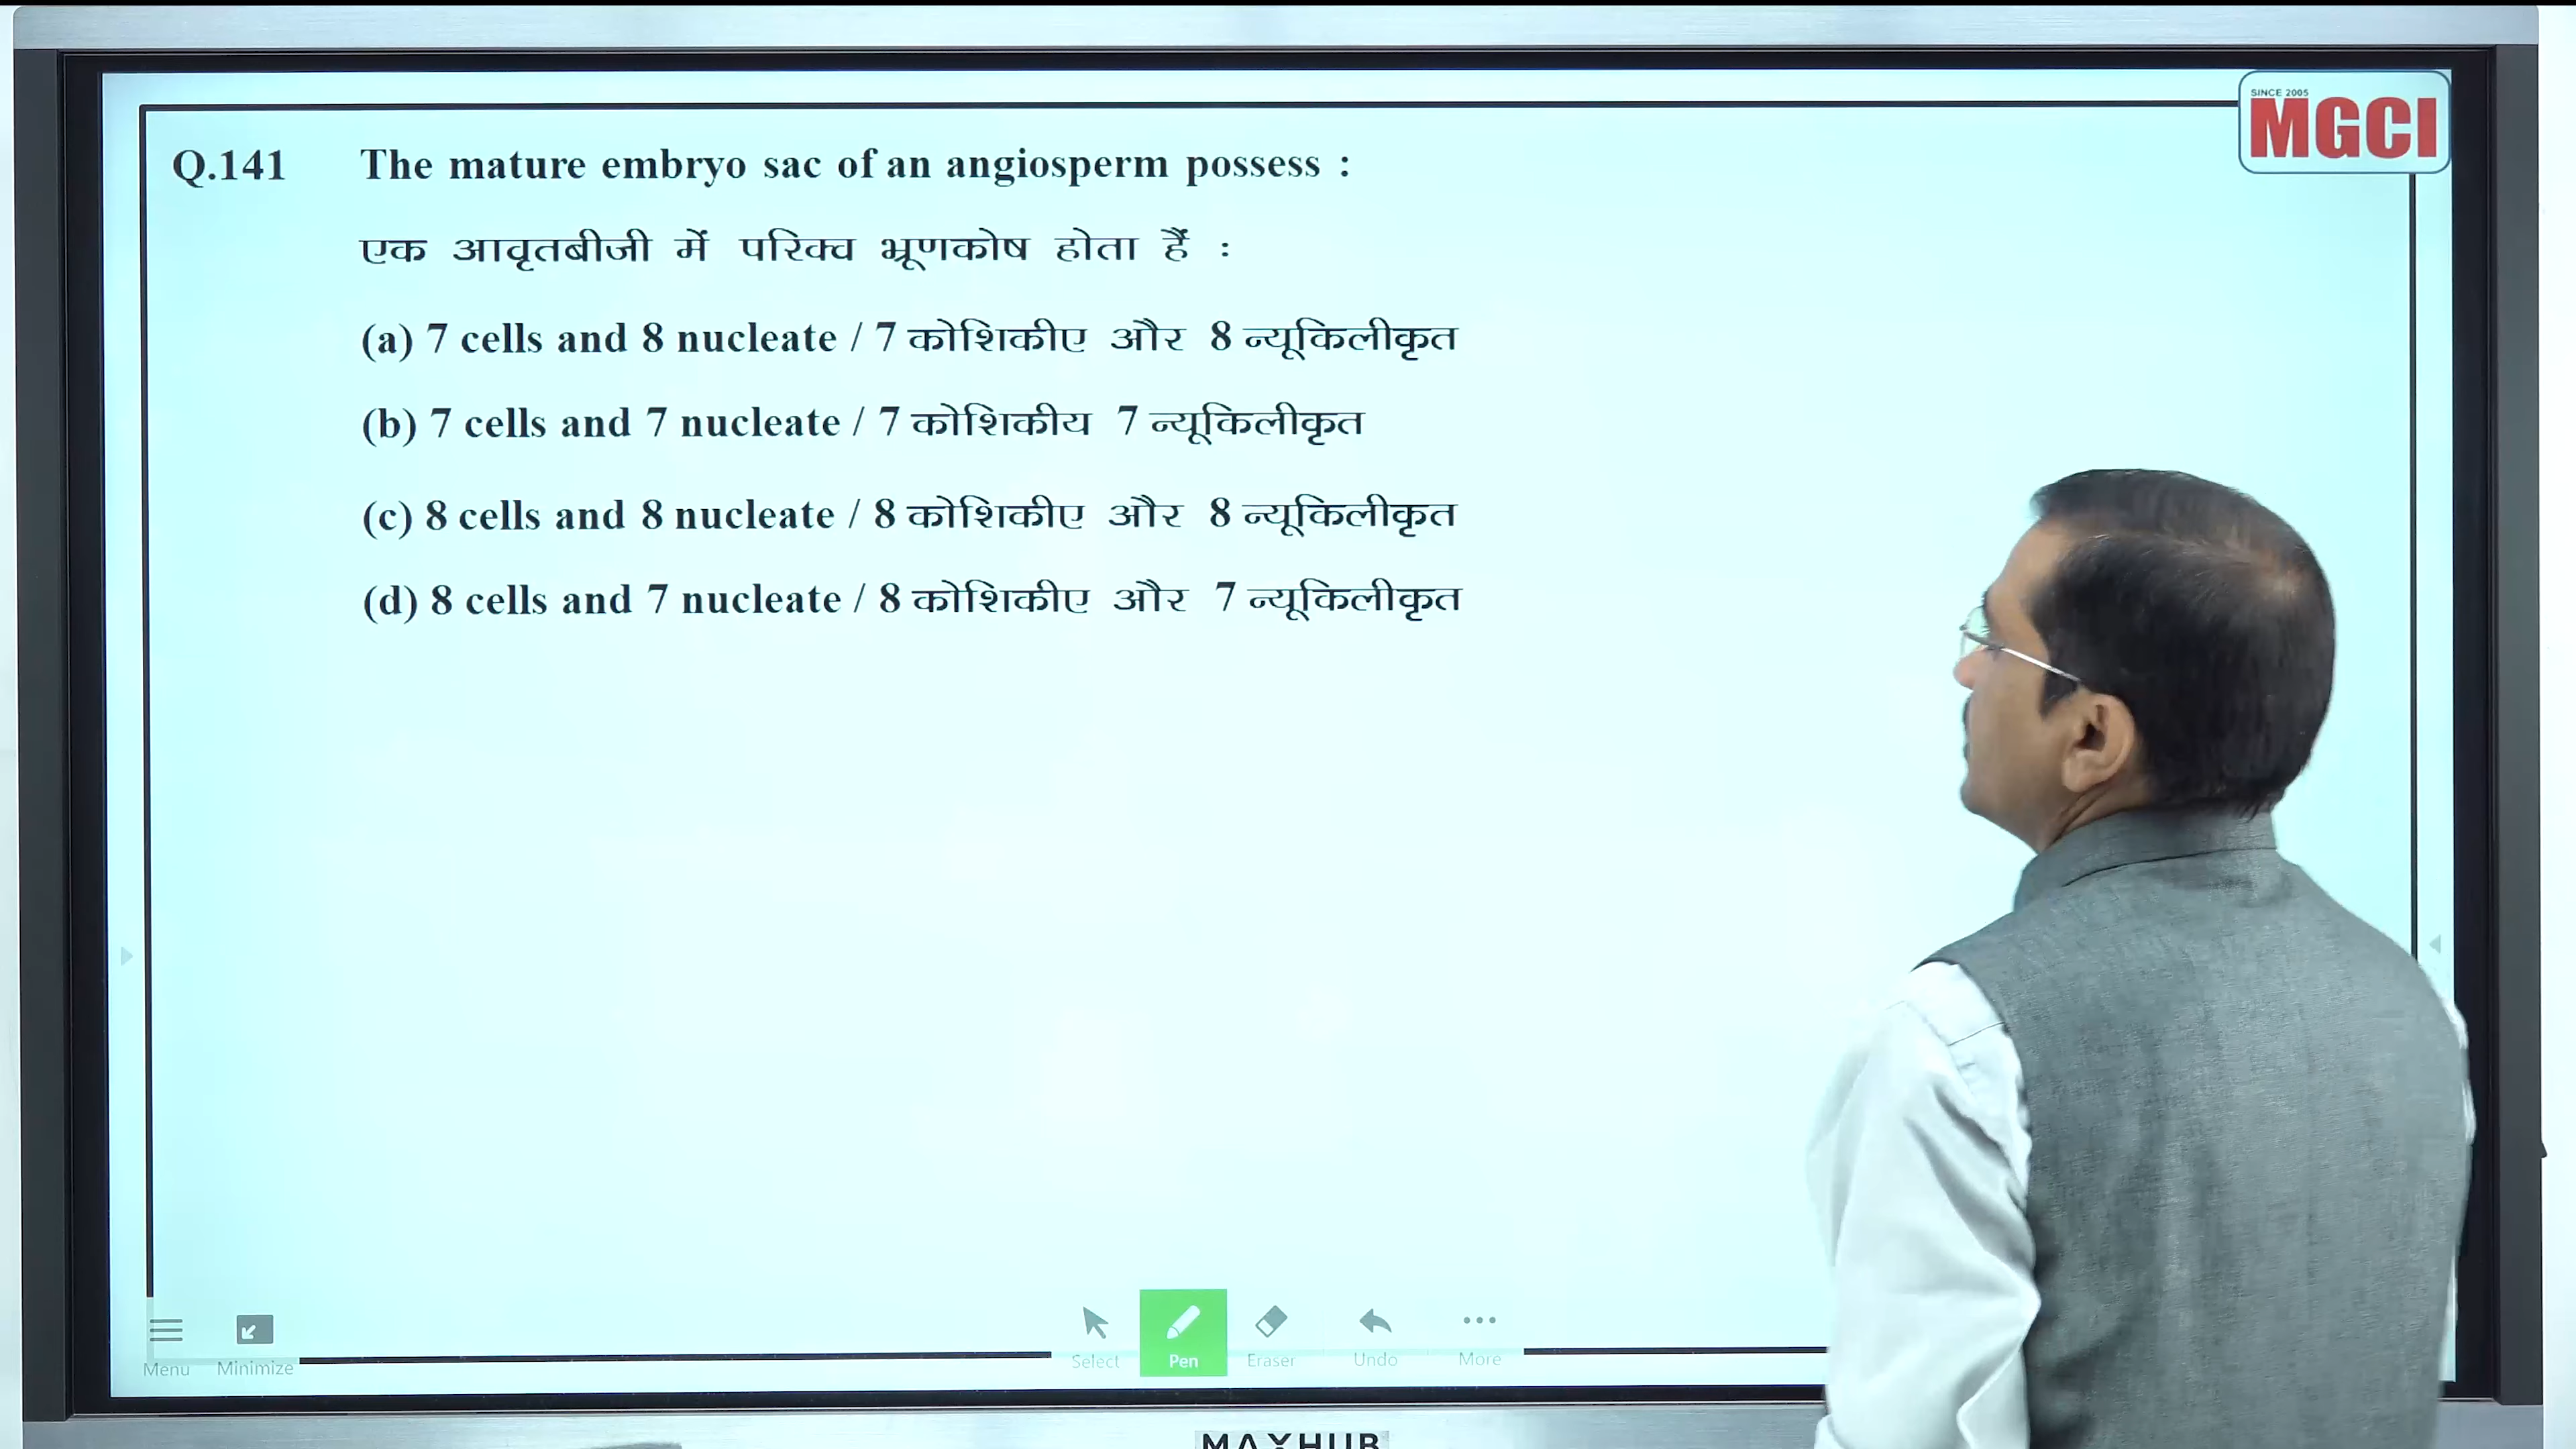 SINCE 2005
MGCI
Q.141 The mature embryo sac of an angiosperm possess :
एक आवृतबीजी में परिक्व भ्रूणकोष होता हैं :
(a) 7 cells and 8 nucleate / 7 कोशिकीए और 8 न्यूकिलीकृत
(b) 7 cells and 7 nucleate / 7 कोशिकीय 7 न्यूकिलीकृत
(c) 8 cells and 8 nucleate / 8 कोशिकीए और 8 न्यूकिलीकृत
(d) 8 cells and 7 nucleate / 8 कोशिकीए और 7 न्यूकिलीकृत
Menu Minimize Select Pen Eraser Undo More
MAXHUB